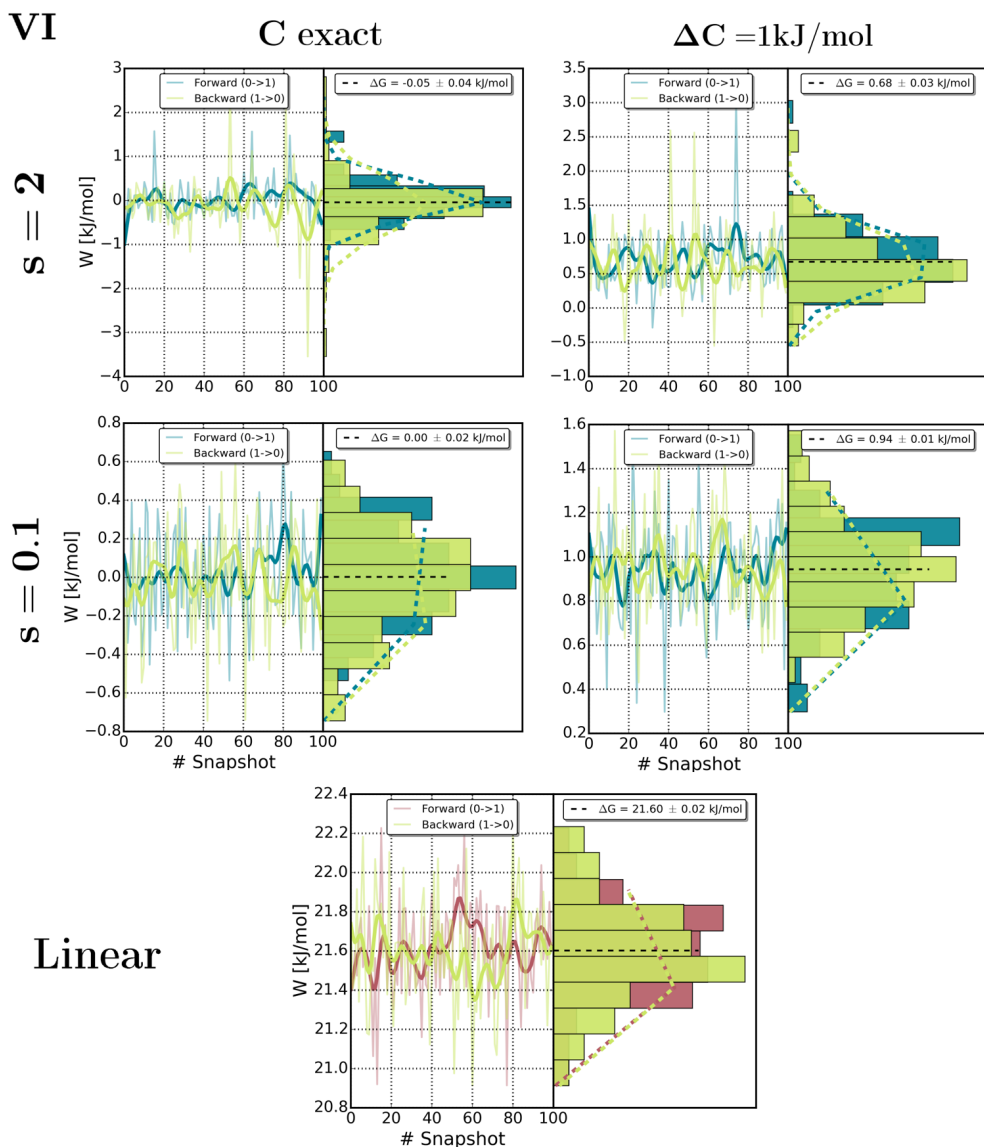 VI
C exact
ΔC =1kJ/mol
s = 2
W [kJ/mol]
3
2
1
0
−1
−2
−3
−4
Forward (0->1)
Backward (1->0)
ΔG = -0.05 ± 0.04 kJ/mol
0 20 40 60 80 100
3.5
3.0
2.5
2.0
1.5
1.0
0.5
0.0
−0.5
−1.0
Forward (0->1)
Backward (1->0)
ΔG = 0.68 ± 0.03 kJ/mol
0 20 40 60 80 100
s = 0.1
W [kJ/mol]
0.8
0.6
0.4
0.2
0.0
−0.2
−0.4
−0.6
−0.8
Forward (0->1)
Backward (1->0)
ΔG = 0.00 ± 0.02 kJ/mol
0 20 40 60 80 100
# Snapshot
1.6
1.4
1.2
1.0
0.8
0.6
0.4
0.2
Forward (0->1)
Backward (1->0)
ΔG = 0.94 ± 0.01 kJ/mol
0 20 40 60 80 100
# Snapshot
Linear
W [kJ/mol]
22.4
22.2
22.0
21.8
21.6
21.4
21.2
21.0
20.8
Forward (0->1)
Backward (1->0)
ΔG = 21.60 ± 0.02 kJ/mol
0 20 40 60 80 100
# Snapshot